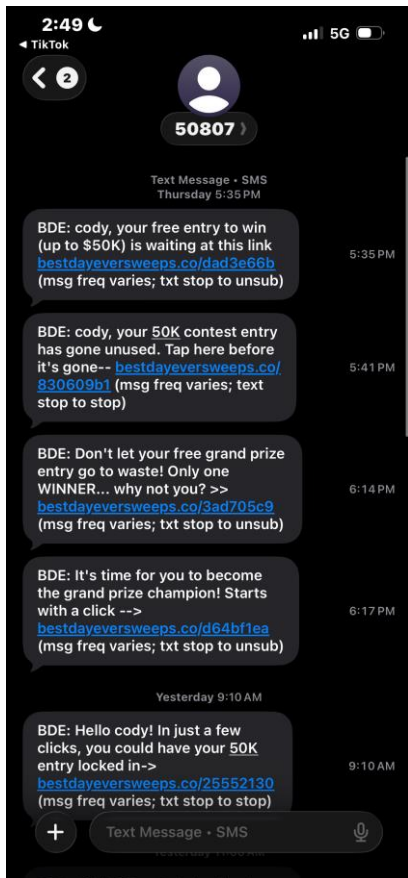 2:49
5G
◀ TikTok
2
50807
Text Message • SMS
Thursday 5:35 PM
BDE: cody, your free entry to win
(up to $50K) is waiting at this link
bestdayeversweeps.co/dad3e66b
(msg freq varies; txt stop to unsub)
5:35 PM
BDE: cody, your 50K contest entry
has gone unused. Tap here before
it's gone-- bestdayeversweeps.co/
830609b1 (msg freq varies; text
stop to stop)
5:41 PM
BDE: Don't let your free grand prize
entry go to waste! Only one
WINNER... why not you? >>
bestdayeversweeps.co/3ad705c9
(msg freq varies; txt stop to unsub)
6:14 PM
BDE: It's time for you to become
the grand prize champion! Starts
with a click -->
bestdayeversweeps.co/d64bf1ea
(msg freq varies; txt stop to unsub)
6:17 PM
Yesterday 9:10 AM
BDE: Hello cody! In just a few
clicks, you could have your 50K
entry locked in->
bestdayeversweeps.co/25552130
(msg freq varies; txt stop to stop)
9:10 AM
Text Message • SMS